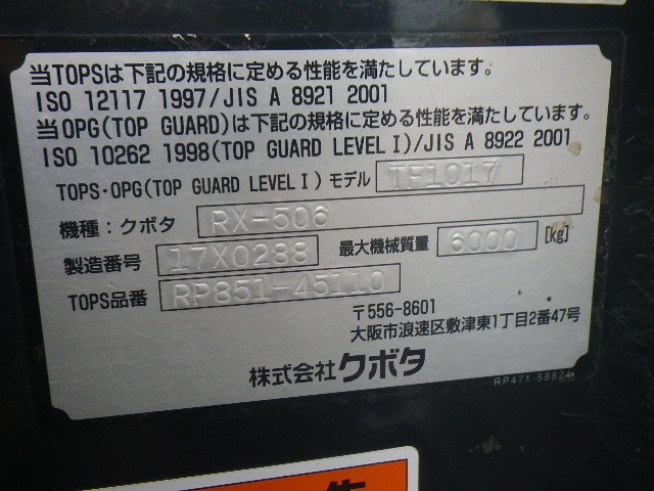 当TOPSは下記の規格に定める性能を満たしています。
ISO 12117 1997/JIS A 8921 2001
当OPG(TOP GUARD)は下記の規格に定める性能を満たしています。
ISO 10262 1998(TOP GUARD LEVEL I)/JIS A 8922 2001
TOPS・OPG(TOP GUARD LEVEL I)モデル TF1017
機種：クボタ RX-506
製造番号 17X0288 最大機械質量 6000 [kg]
TOPS品番 RP851-45110
〒556-8601
大阪市浪速区敷津東1丁目2番47号
株式会社クボタ
RP471-5882